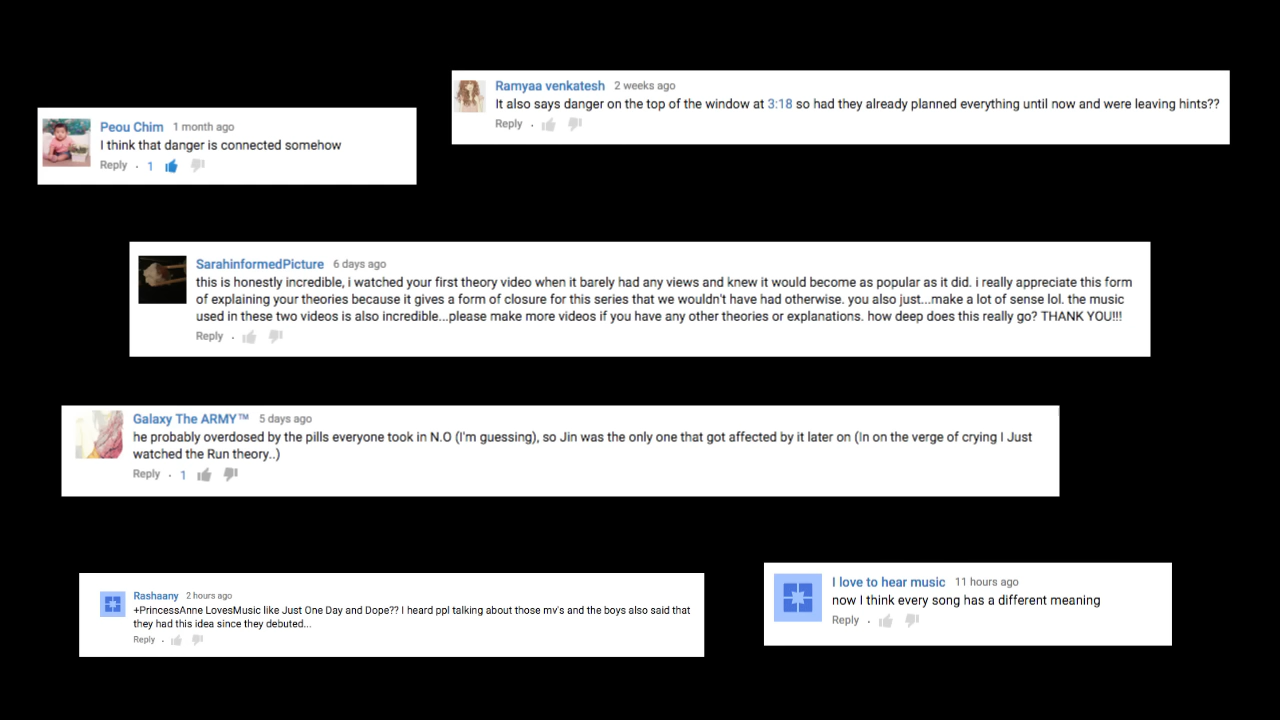 Ramyaa venkatesh 2 weeks ago
It also says danger on the top of the window at 3:18 so had they already planned everything until now and were leaving hints??
Reply ·
Peou Chim 1 month ago
I think that danger is connected somehow
Reply · 1
SarahinformedPicture 6 days ago
this is honestly incredible, i watched your first theory video when it barely had any views and knew it would become as popular as it did. i really appreciate this form
of explaining your theories because it gives a form of closure for this series that we wouldn't have had otherwise. you also just...make a lot of sense lol. the music
used in these two videos is also incredible...please make more videos if you have any other theories or explanations. how deep does this really go? THANK YOU!!!
Reply ·
Galaxy The ARMY™ 5 days ago
he probably overdosed by the pills everyone took in N.O (I'm guessing), so Jin was the only one that got affected by it later on (In on the verge of crying I Just
watched the Run theory..)
Reply · 1
Rashaany 2 hours ago
+PrincessAnne LovesMusic like Just One Day and Dope?? I heard ppl talking about those mv's and the boys also said that
they had this idea since they debuted...
Reply ·
I love to hear music 11 hours ago
now I think every song has a different meaning
Reply ·